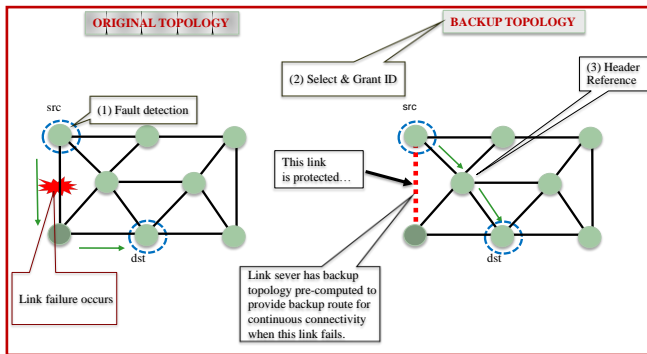 ORIGINAL TOPOLOGY
BACKUP TOPOLOGY
(2) Select & Grant ID
(3) Header
Reference
src
(1) Fault detection
src
This link
is protected…
dst
dst
Link failure occurs
Link sever has backup
topology pre-computed to
provide backup route for
continuous connectivity
when this link fails.